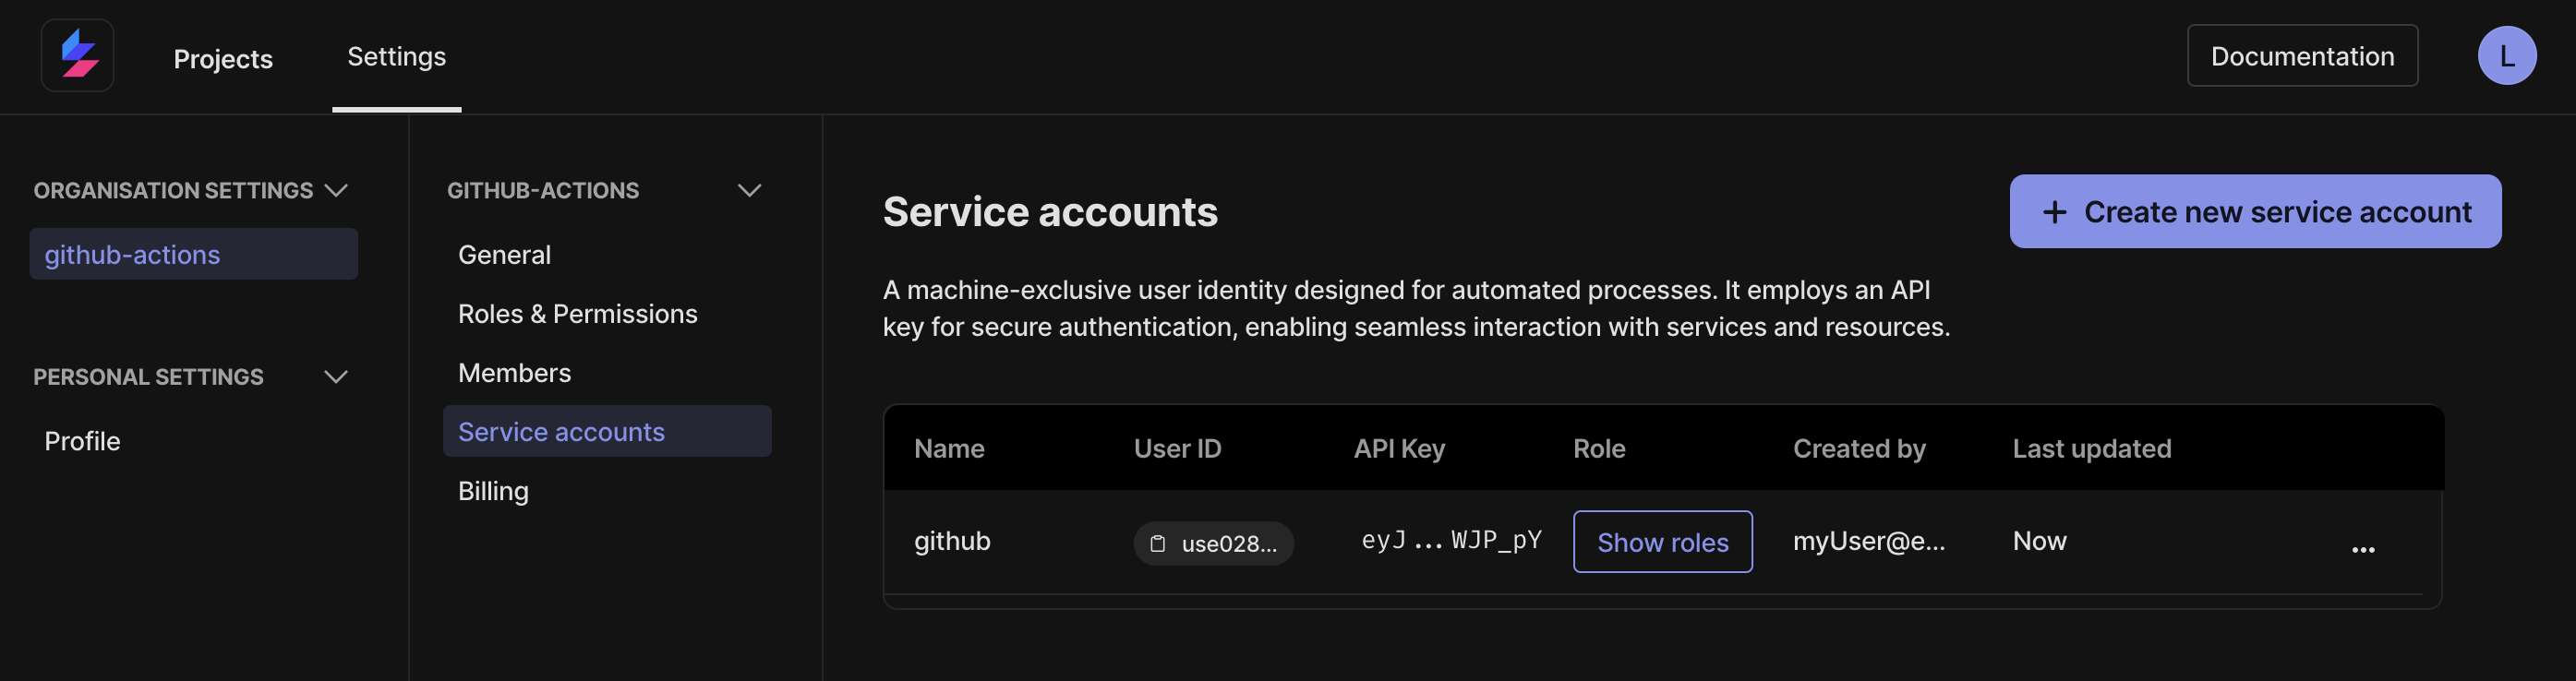 Projects
Settings
Documentation
L
ORGANISATION SETTINGS
github-actions
PERSONAL SETTINGS
Profile
GITHUB-ACTIONS
General
Roles & Permissions
Members
Service accounts
Billing
Service accounts
+ Create new service account
A machine-exclusive user identity designed for automated processes. It employs an API
key for secure authentication, enabling seamless interaction with services and resources.
Name User ID API Key Role Created by Last updated
github use028... eyJ...WJP_pY Show roles myUser@e... Now ...